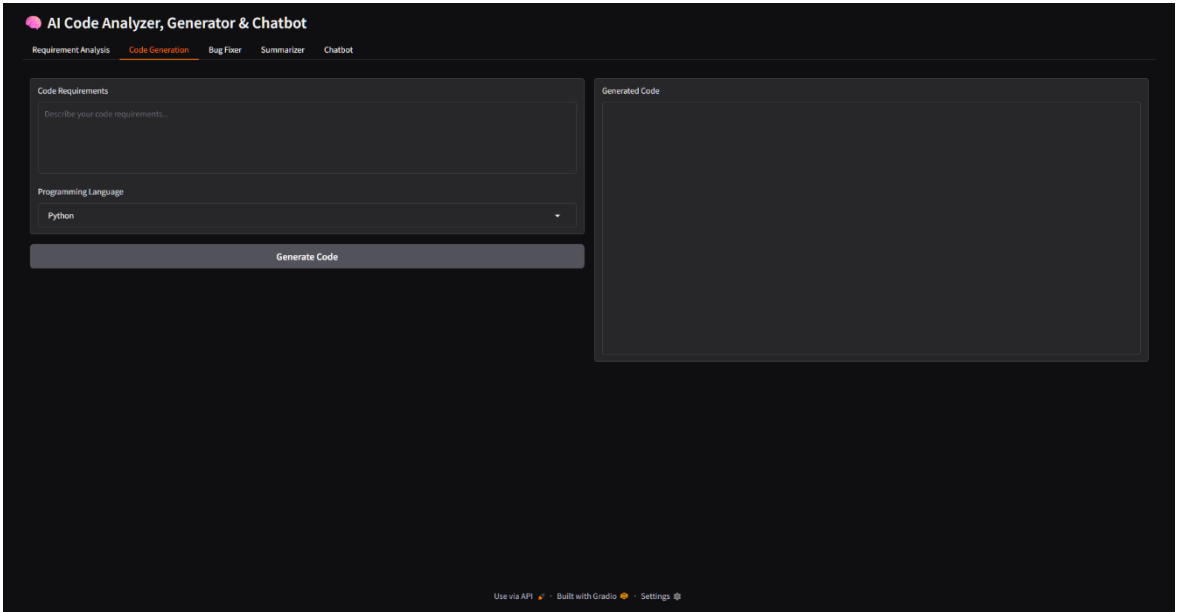 🧠 AI Code Analyzer, Generator & Chatbot
Requirement Analysis Code Generation Bug Fixer Summarizer Chatbot
Code Requirements
Describe your code requirements...
Programming Language
Python
Generate Code
Generated Code
Use via API 🚀 · Built with Gradio · Settings